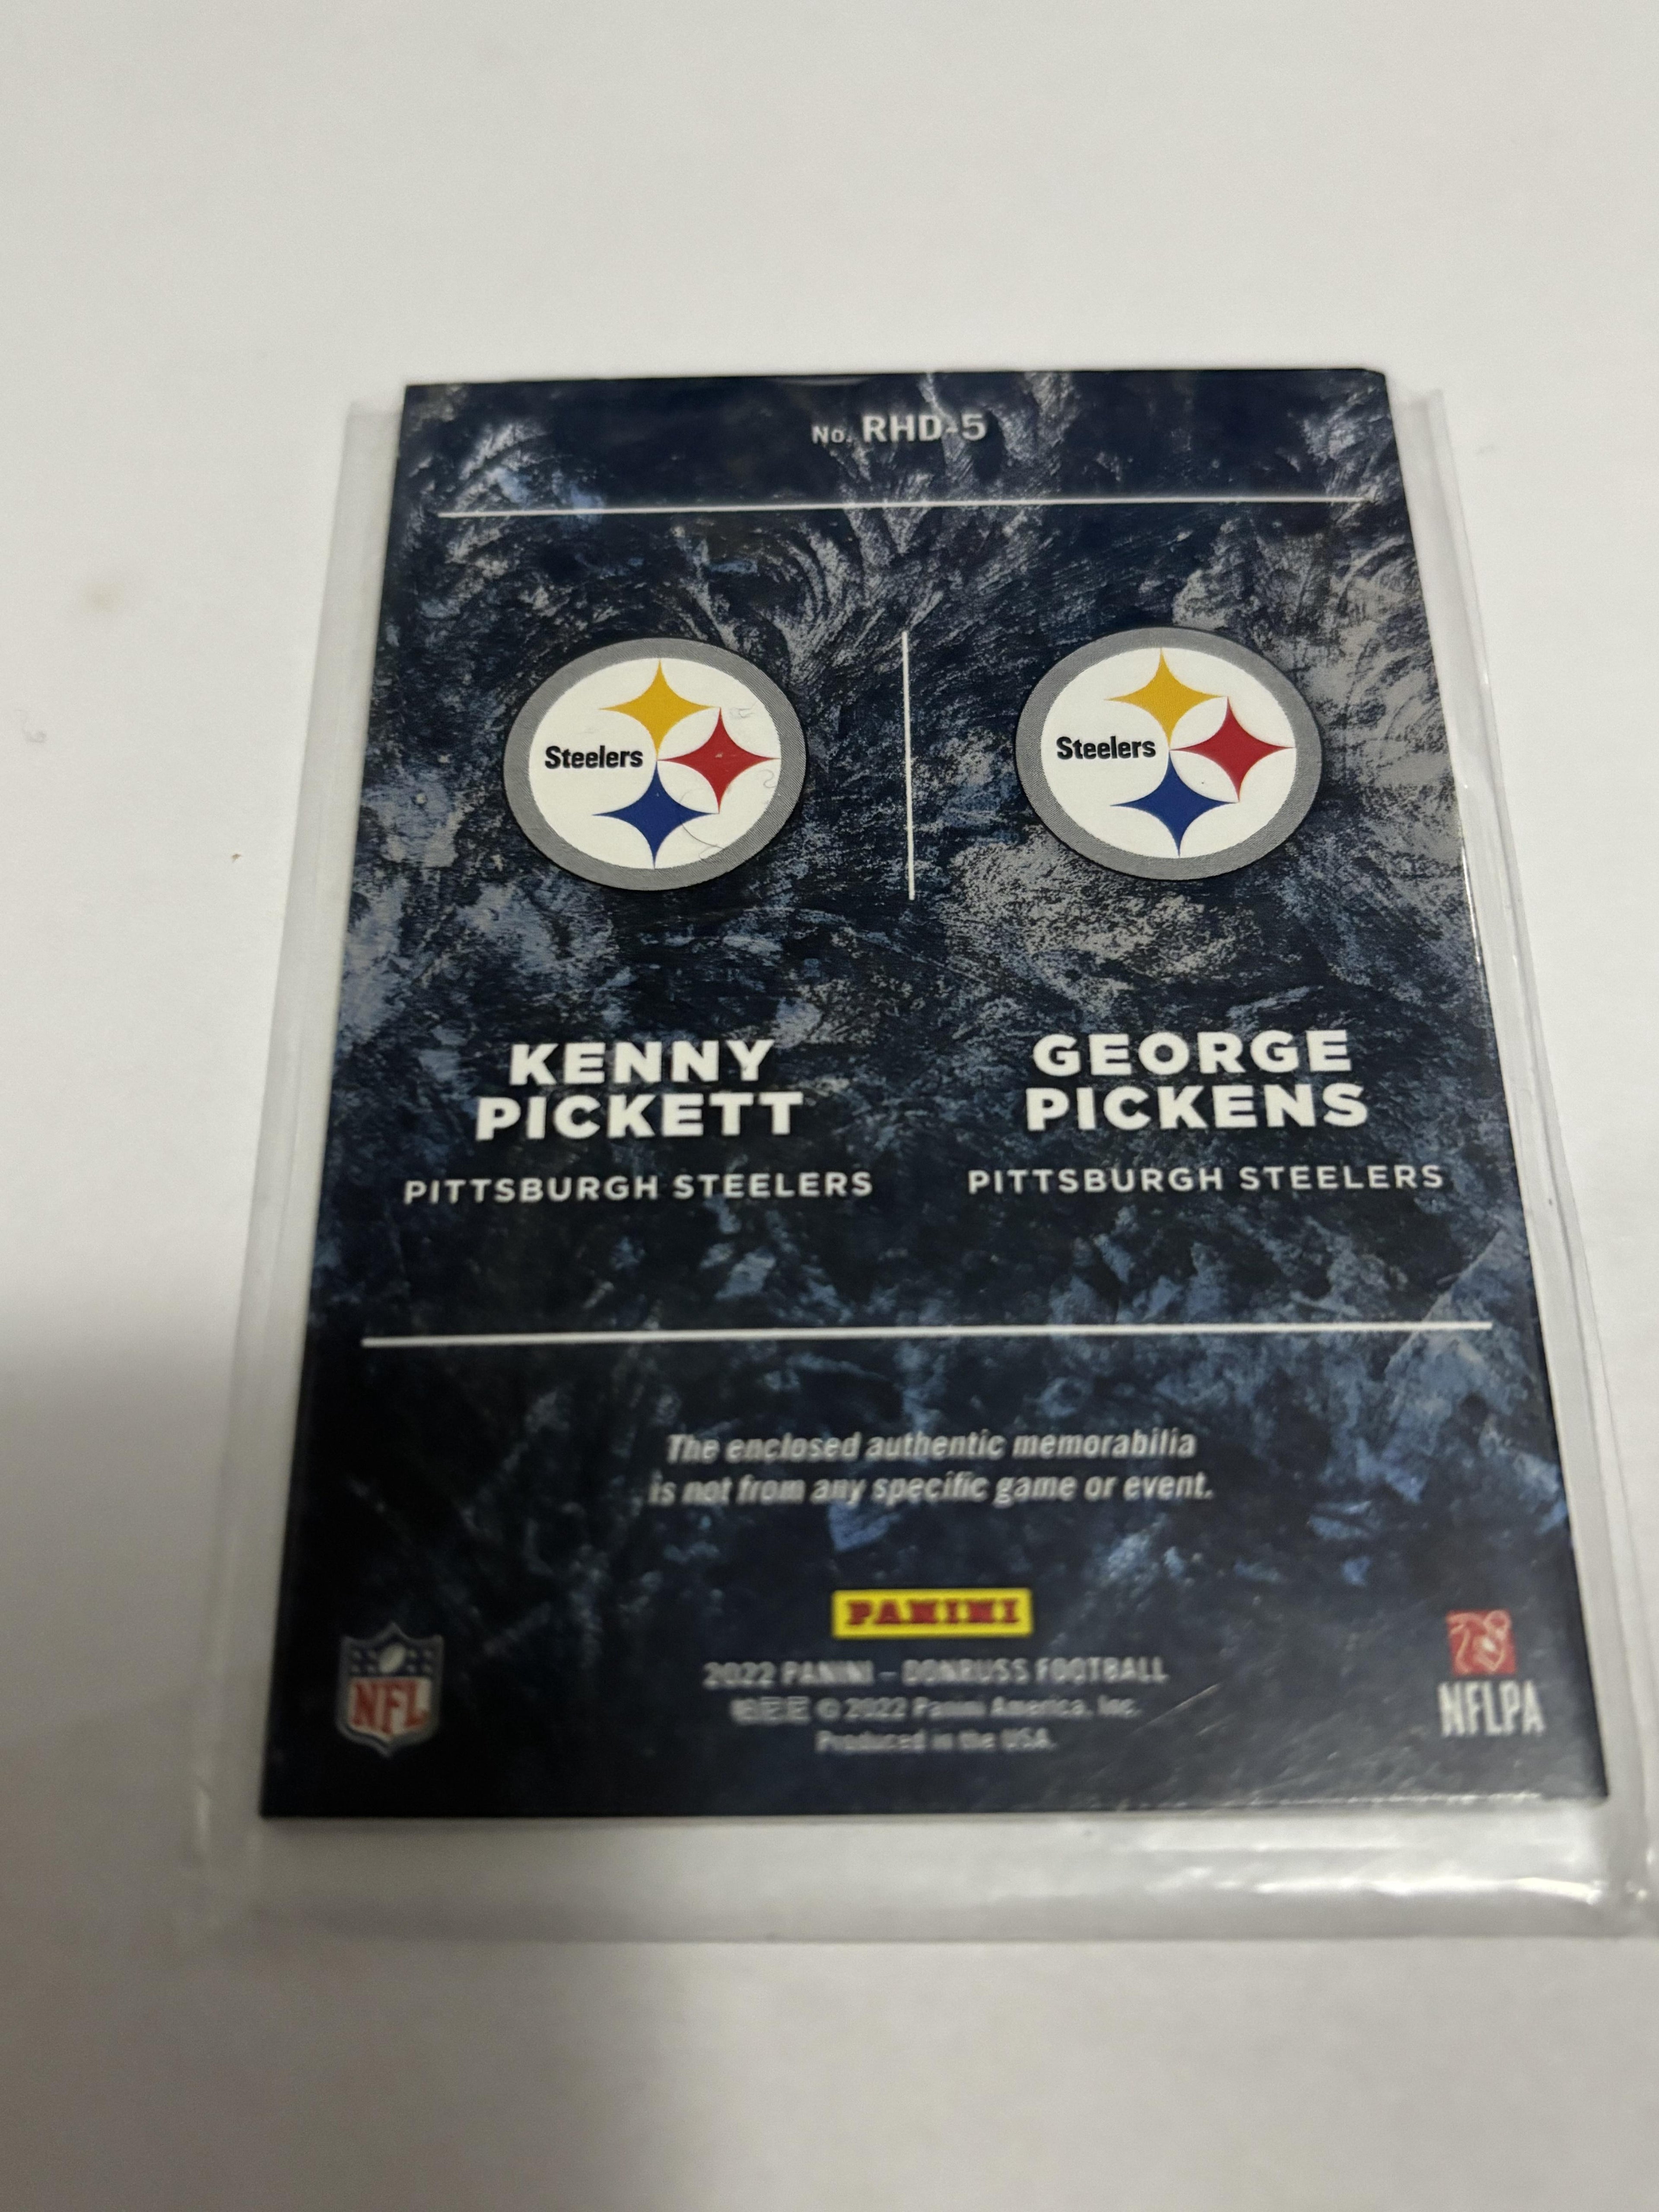 No. RHD-5
Steelers
Steelers
KENNY
PICKETT
PITTSBURGH STEELERS
GEORGE
PICKENS
PITTSBURGH STEELERS
The enclosed authentic memorabilia
is not from any specific game or event.
PANINI
2022 PANINI – DONRUSS FOOTBALL
© 2022 Panini America, Inc.
Produced in the USA.
NFL
NFLPA